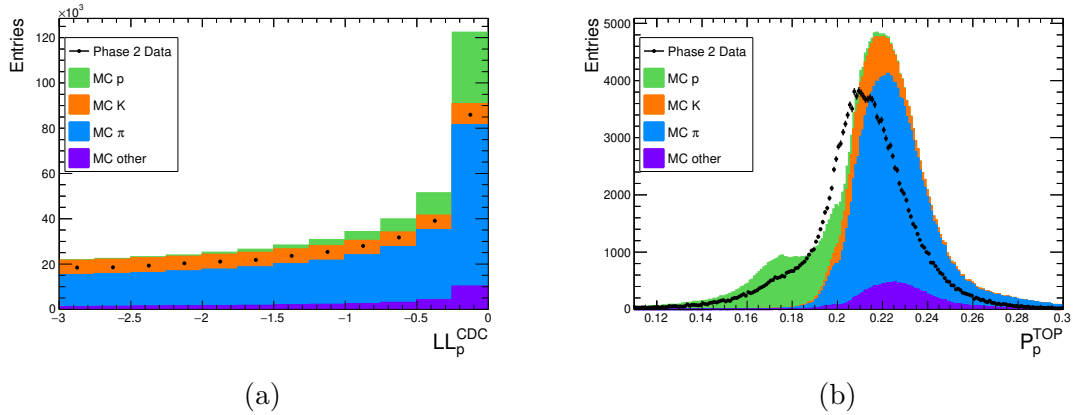 Entries
×10³
120
100
80
60
40
20
0
Phase 2 Data
MC p
MC K
MC π
MC other
−3 −2.5 −2 −1.5 −1 −0.5 0
LL_p^CDC
(a)
Entries
5000
4000
3000
2000
1000
0
Phase 2 Data
MC p
MC K
MC π
MC other
0.12 0.14 0.16 0.18 0.2 0.22 0.24 0.26 0.28 0.3
P_p^TOP
(b)